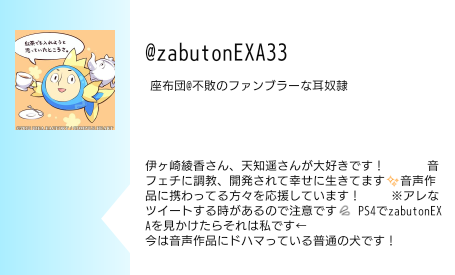 紅茶でも入れようと
思っていたところさ。
@zabutonEXA33
座布団@不敗のファンブラーな耳奴隷
伊ヶ崎綾香さん、天知遥さんが大好きです！ 音
フェチに調教、開発されて幸せに生きてます✨音声作
品に携わってる方々を応援しています！ ※アレな
ツイートする時があるので注意です💦 PS4でzabutonEX
Aを見かけたらそれは私です←
今は音声作品にドハマっている普通の犬です！